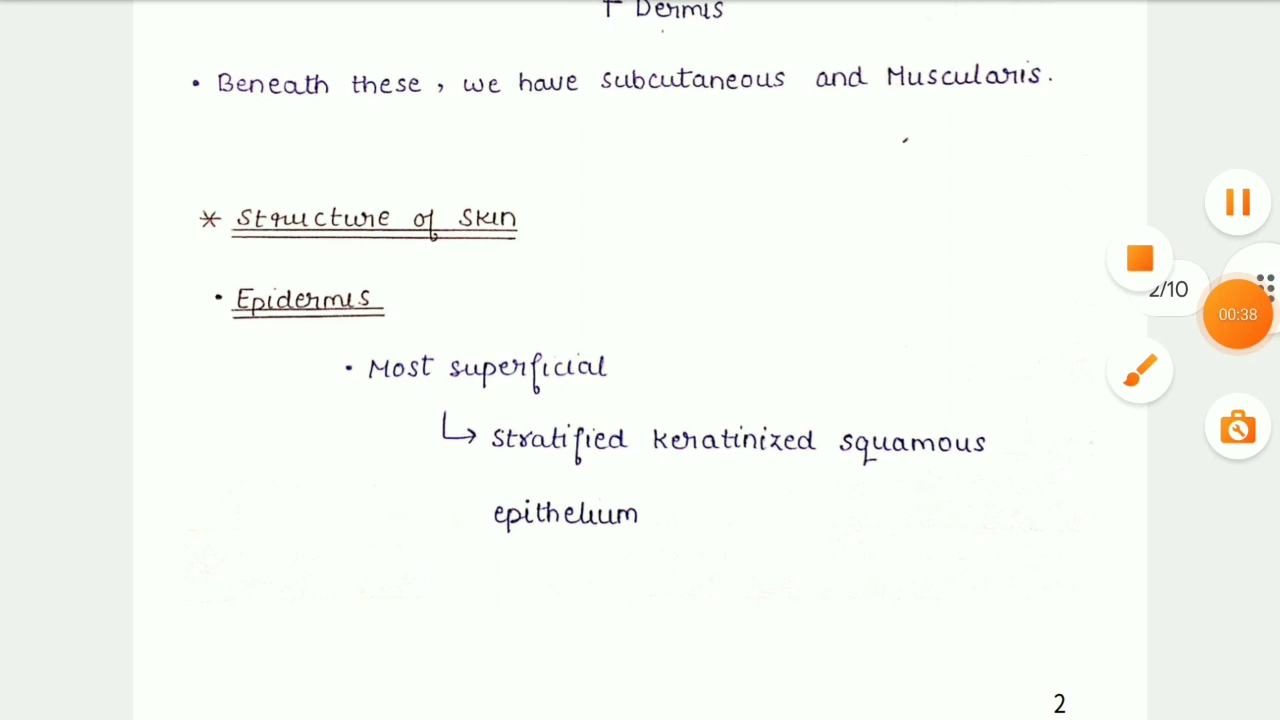 ↑ Dermis
• Beneath these, we have subcutaneous and Muscularis.
* Structure of Skin
• Epidermis
• Most superficial
↳ stratified keratinized squamous
epithelium
2/10
00:38
2